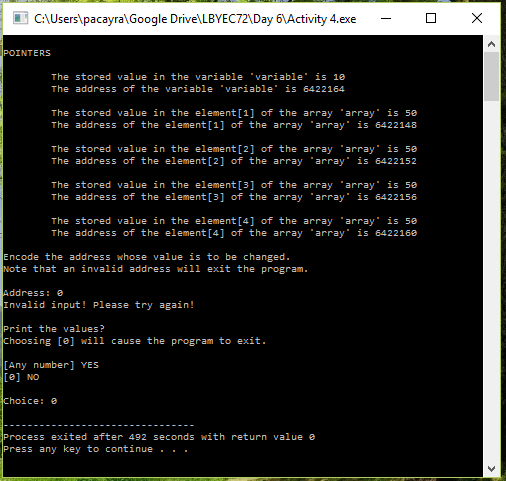 C:\Users\pacayra\Google Drive\LBYEC72\Day 6\Activity 4.exe
POINTERS
The stored value in the variable 'variable' is 10
The address of the variable 'variable' is 6422164
The stored value in the element[1] of the array 'array' is 50
The address of the element[1] of the array 'array' is 6422148
The stored value in the element[2] of the array 'array' is 50
The address of the element[2] of the array 'array' is 6422152
The stored value in the element[3] of the array 'array' is 50
The address of the element[3] of the array 'array' is 6422156
The stored value in the element[4] of the array 'array' is 50
The address of the element[4] of the array 'array' is 6422160
Encode the address whose value is to be changed.
Note that an invalid address will exit the program.
Address: 0
Invalid input! Please try again!
Print the values?
Choosing [0] will cause the program to exit.
[Any number] YES
[0] NO
Choice: 0
--------------------------------
Process exited after 492 seconds with return value 0
Press any key to continue . . .